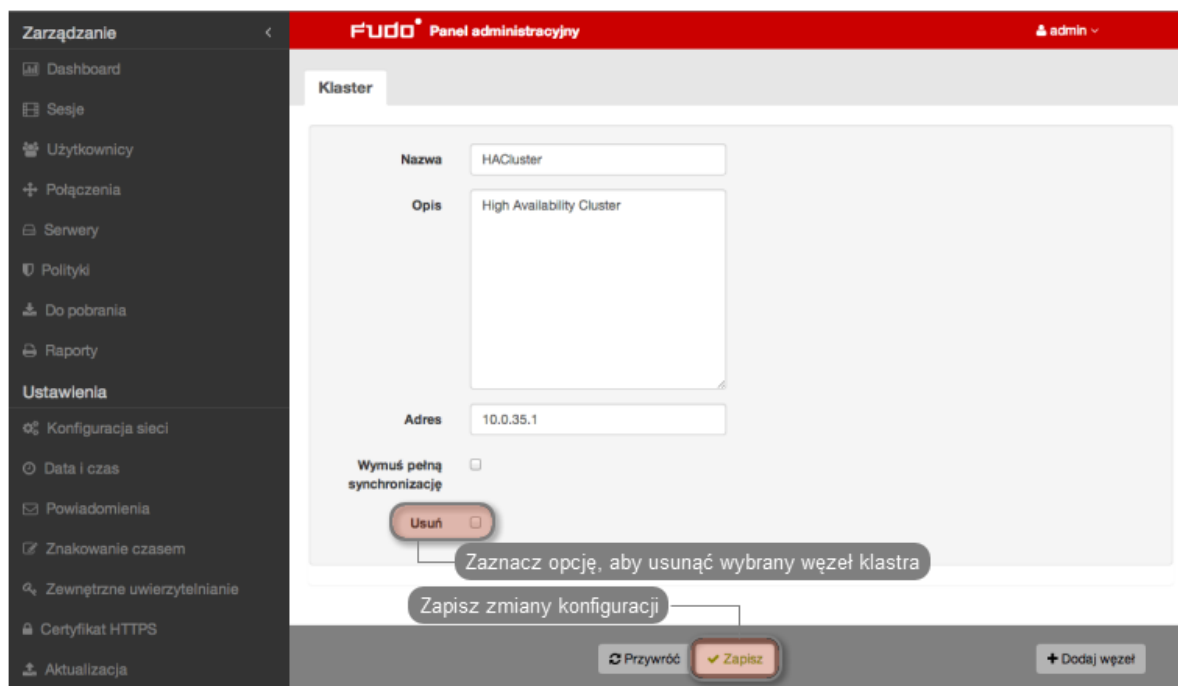 Zarządzanie
Dashboard
Sesje
Użytkownicy
Połączenia
Serwery
Polityki
Do pobrania
Raporty
Ustawienia
Konfiguracja sieci
Data i czas
Powiadomienia
Znakowanie czasem
Zewnętrzne uwierzytelnianie
Certyfikat HTTPS
Aktualizacja
FUDO Panel administracyjny
admin
Klaster
Nazwa HACluster
Opis High Availability Cluster
Adres 10.0.35.1
Wymuś pełną
synchronizację
Usuń
Zaznacz opcję, aby usunąć wybrany węzeł klastra
Zapisz zmiany konfiguracji
Przywróć Zapisz Dodaj węzeł